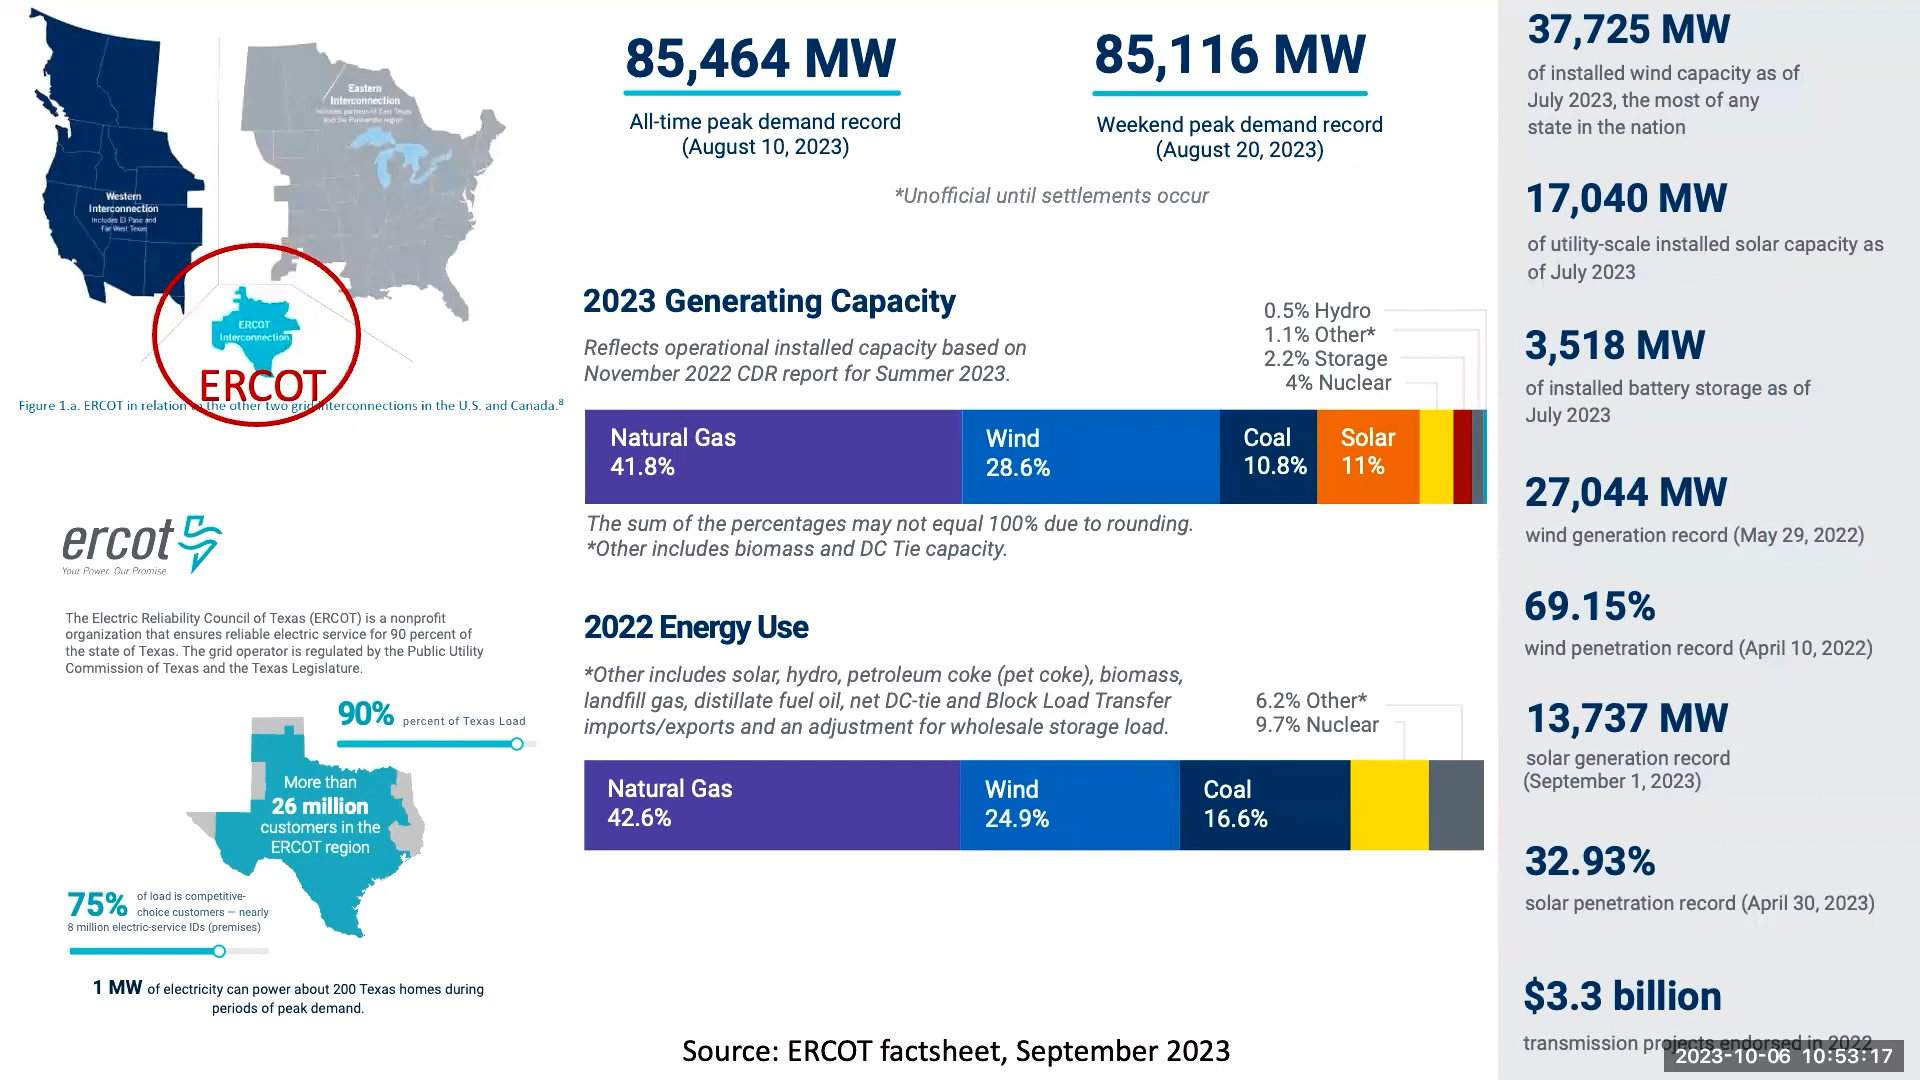 Western
Interconnection
Includes El Paso and
Far West Texas
Eastern
Interconnection
Includes portions of East Texas
and the Panhandle region
ERCOT
Interconnection
ERCOT
Figure 1.a. ERCOT in relation to the other two grid interconnections in the U.S. and Canada.8
ercot
Your Power. Our Promise.
The Electric Reliability Council of Texas (ERCOT) is a nonprofit
organization that ensures reliable electric service for 90 percent of
the state of Texas. The grid operator is regulated by the Public Utility
Commission of Texas and the Texas Legislature.
90% percent of Texas Load
More than
26 million
customers in the
ERCOT region
75% of load is competitive-
choice customers — nearly
8 million electric-service IDs (premises)
1 MW of electricity can power about 200 Texas homes during
periods of peak demand.
85,464 MW
All-time peak demand record
(August 10, 2023)
85,116 MW
Weekend peak demand record
(August 20, 2023)
*Unofficial until settlements occur
2023 Generating Capacity
Reflects operational installed capacity based on
November 2022 CDR report for Summer 2023.
0.5% Hydro
1.1% Other*
2.2% Storage
4% Nuclear
Natural Gas
41.8%
Wind
28.6%
Coal
10.8%
Solar
11%
The sum of the percentages may not equal 100% due to rounding.
*Other includes biomass and DC Tie capacity.
2022 Energy Use
*Other includes solar, hydro, petroleum coke (pet coke), biomass,
landfill gas, distillate fuel oil, net DC-tie and Block Load Transfer
imports/exports and an adjustment for wholesale storage load.
6.2% Other*
9.7% Nuclear
Natural Gas
42.6%
Wind
24.9%
Coal
16.6%
Source: ERCOT factsheet, September 2023
37,725 MW
of installed wind capacity as of
July 2023, the most of any
state in the nation
17,040 MW
of utility-scale installed solar capacity as
of July 2023
3,518 MW
of installed battery storage as of
July 2023
27,044 MW
wind generation record (May 29, 2022)
69.15%
wind penetration record (April 10, 2022)
13,737 MW
solar generation record
(September 1, 2023)
32.93%
solar penetration record (April 30, 2023)
$3.3 billion
transmission projects endorsed in 2022
2023-10-06 10:53:17